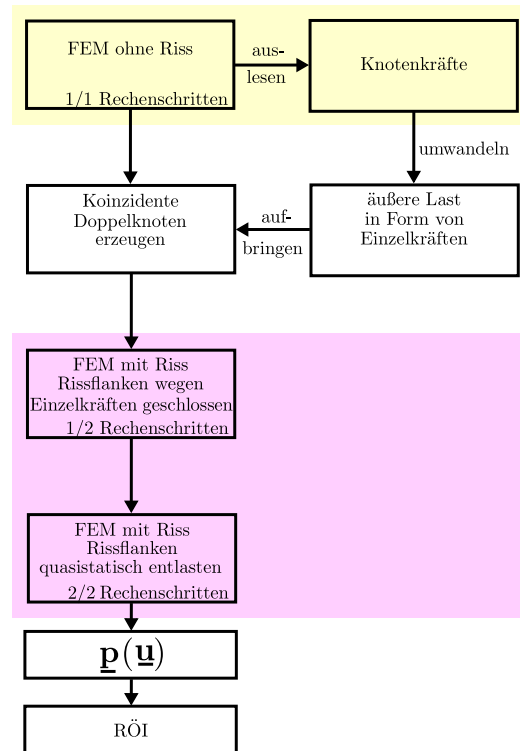 FEM ohne Riss
1/1 Rechenschritten
aus-
lesen
Knotenkräfte
umwandeln
äußere Last
in Form von
Einzelkräften
auf-
bringen
Koinzidente
Doppelknoten
erzeugen
FEM mit Riss
Rissflanken wegen
Einzelkräften geschlossen
1/2 Rechenschritten
FEM mit Riss
Rissflanken
quasistatisch entlasten
2/2 Rechenschritten
p(u)
RÖI